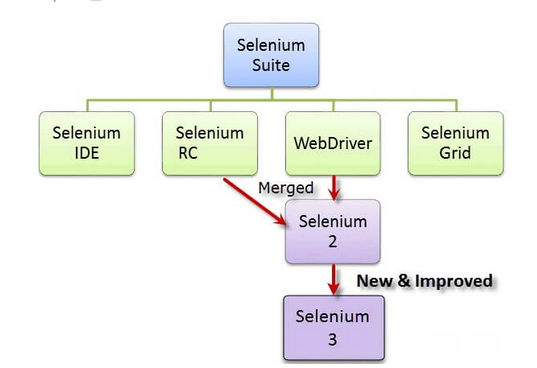 Selenium
Suite
Selenium
IDE
Selenium
RC
WebDriver
Selenium
Grid
Merged
Selenium
2
New & Improved
Selenium
3